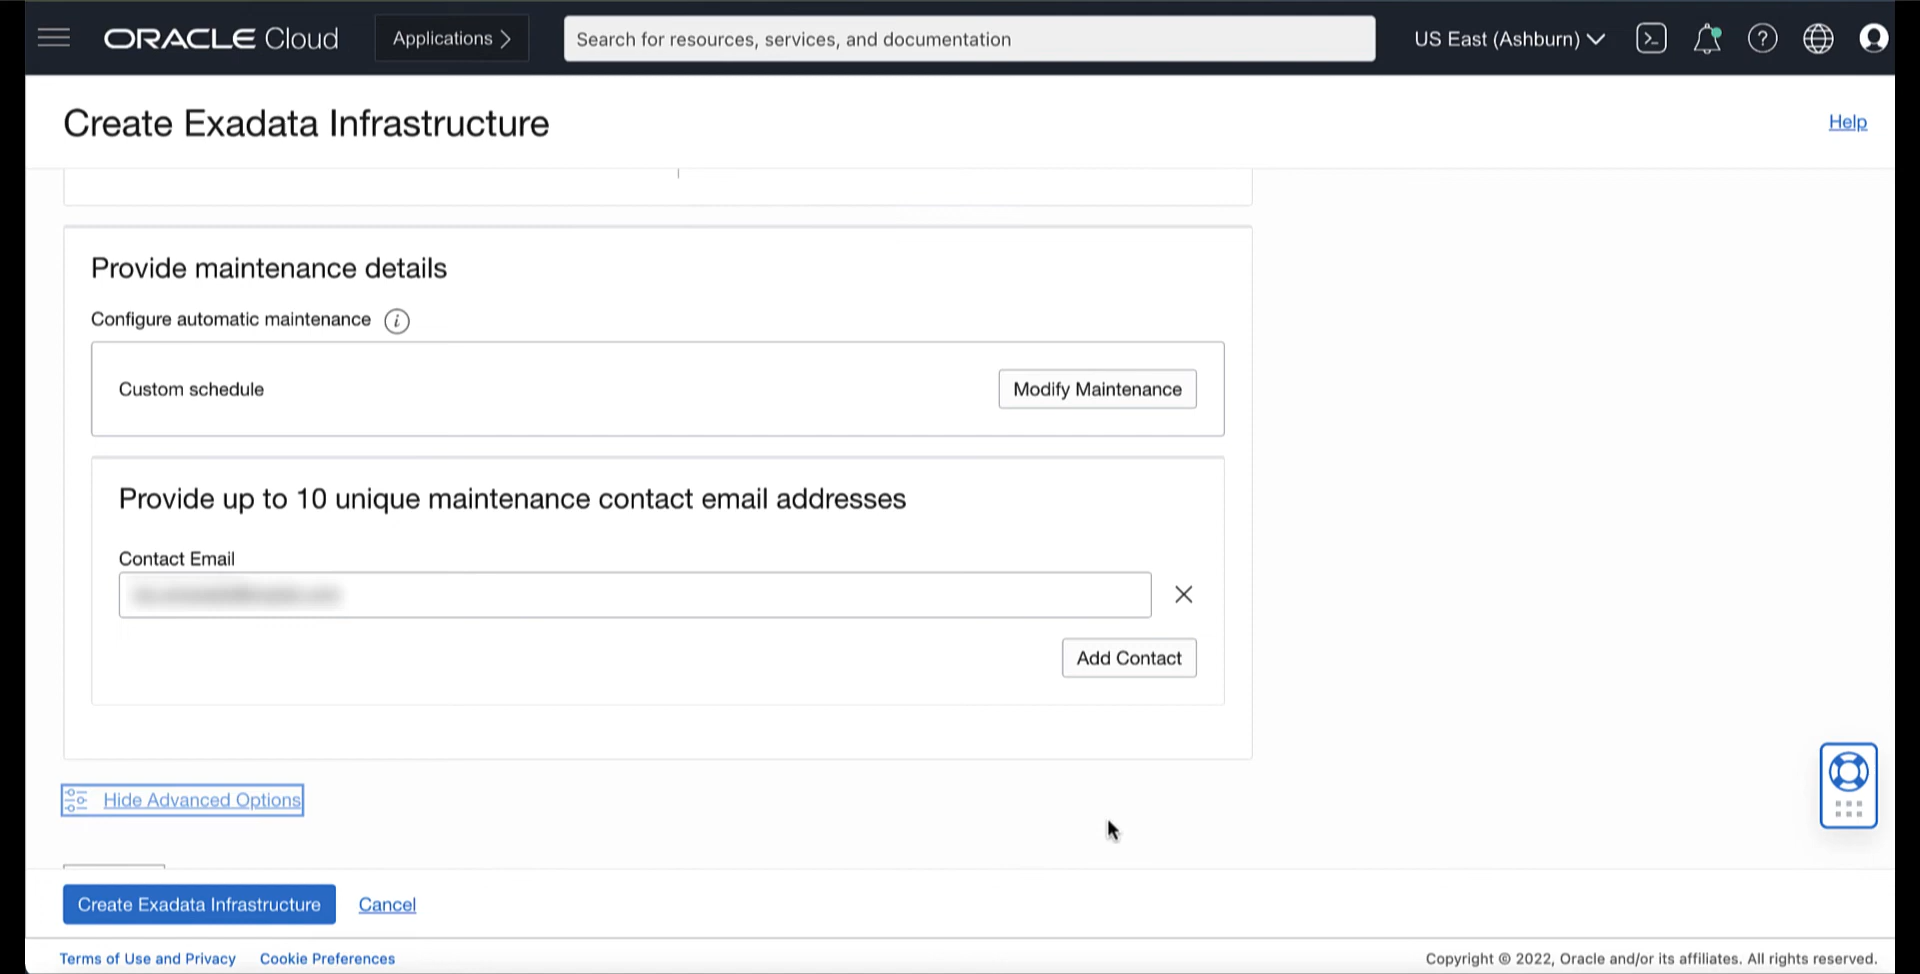 ORACLE Cloud
Applications
Search for resources, services, and documentation
US East (Ashburn)
Create Exadata Infrastructure
Help
Provide maintenance details
Configure automatic maintenance
Custom schedule
Modify Maintenance
Provide up to 10 unique maintenance contact email addresses
Contact Email
Add Contact
Hide Advanced Options
Create Exadata Infrastructure
Cancel
Terms of Use and Privacy
Cookie Preferences
Copyright © 2022, Oracle and/or its affiliates. All rights reserved.